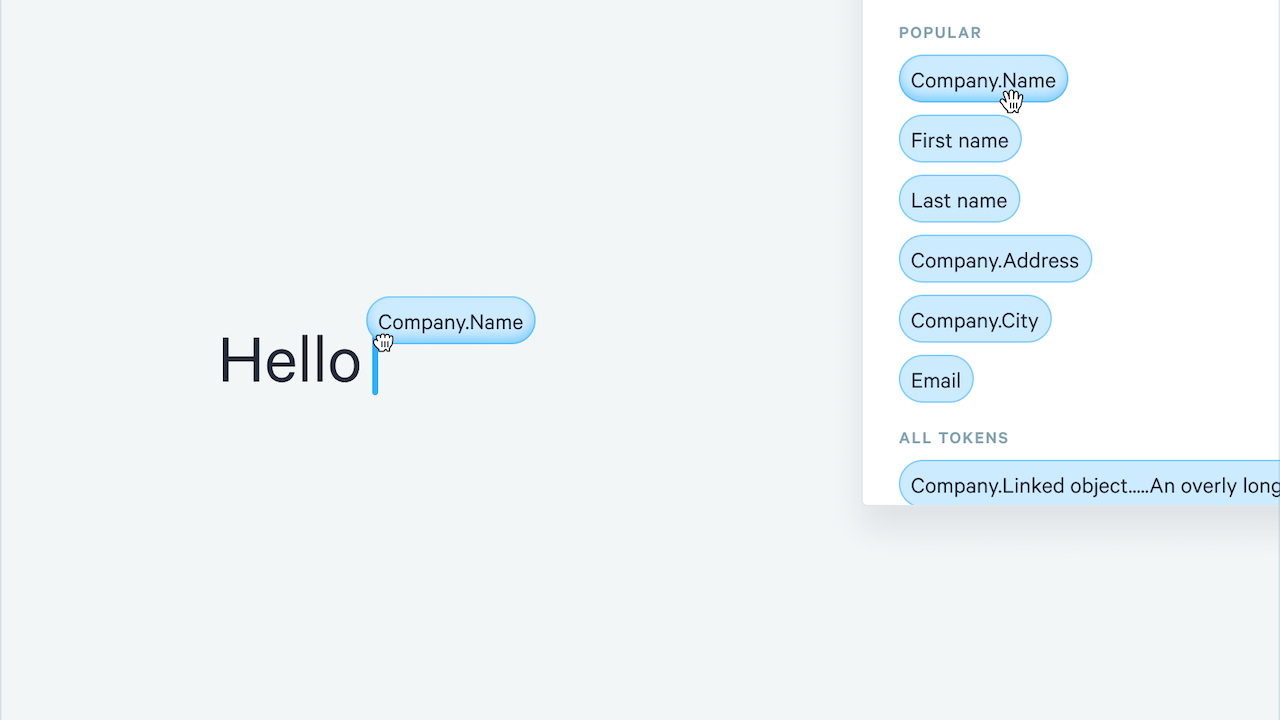 Hello
Company.Name
POPULAR
Company.Name
First name
Last name
Company.Address
Company.City
Email
ALL TOKENS
Company.Linked object.....An overly long